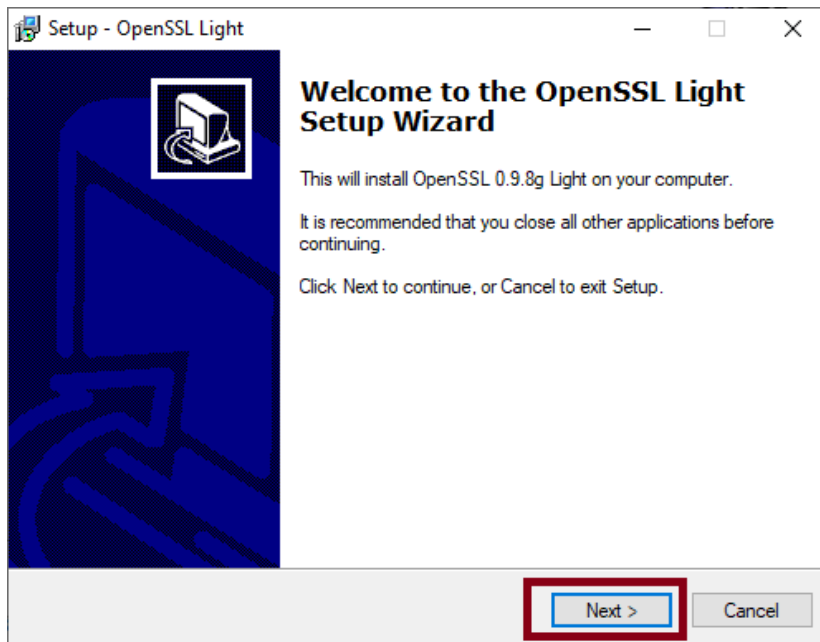 Setup - OpenSSL Light
Welcome to the OpenSSL Light
Setup Wizard
This will install OpenSSL 0.9.8g Light on your computer.
It is recommended that you close all other applications before
continuing.
Click Next to continue, or Cancel to exit Setup.
Next >
Cancel